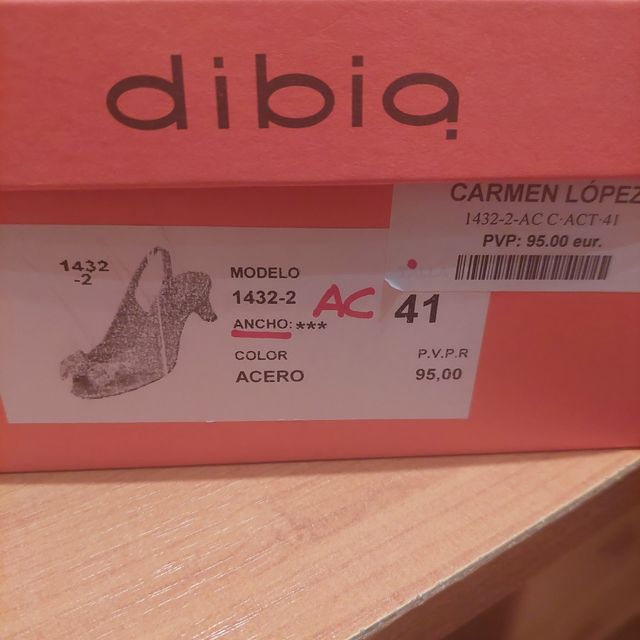 dibia
CARMEN LÓPEZ
1432-2-AC C·ACT·41
PVP: 95.00 eur.
1432
-2
MODELO
1432-2 AC 41
ANCHO:***
COLOR P.V.P.R
ACERO 95,00